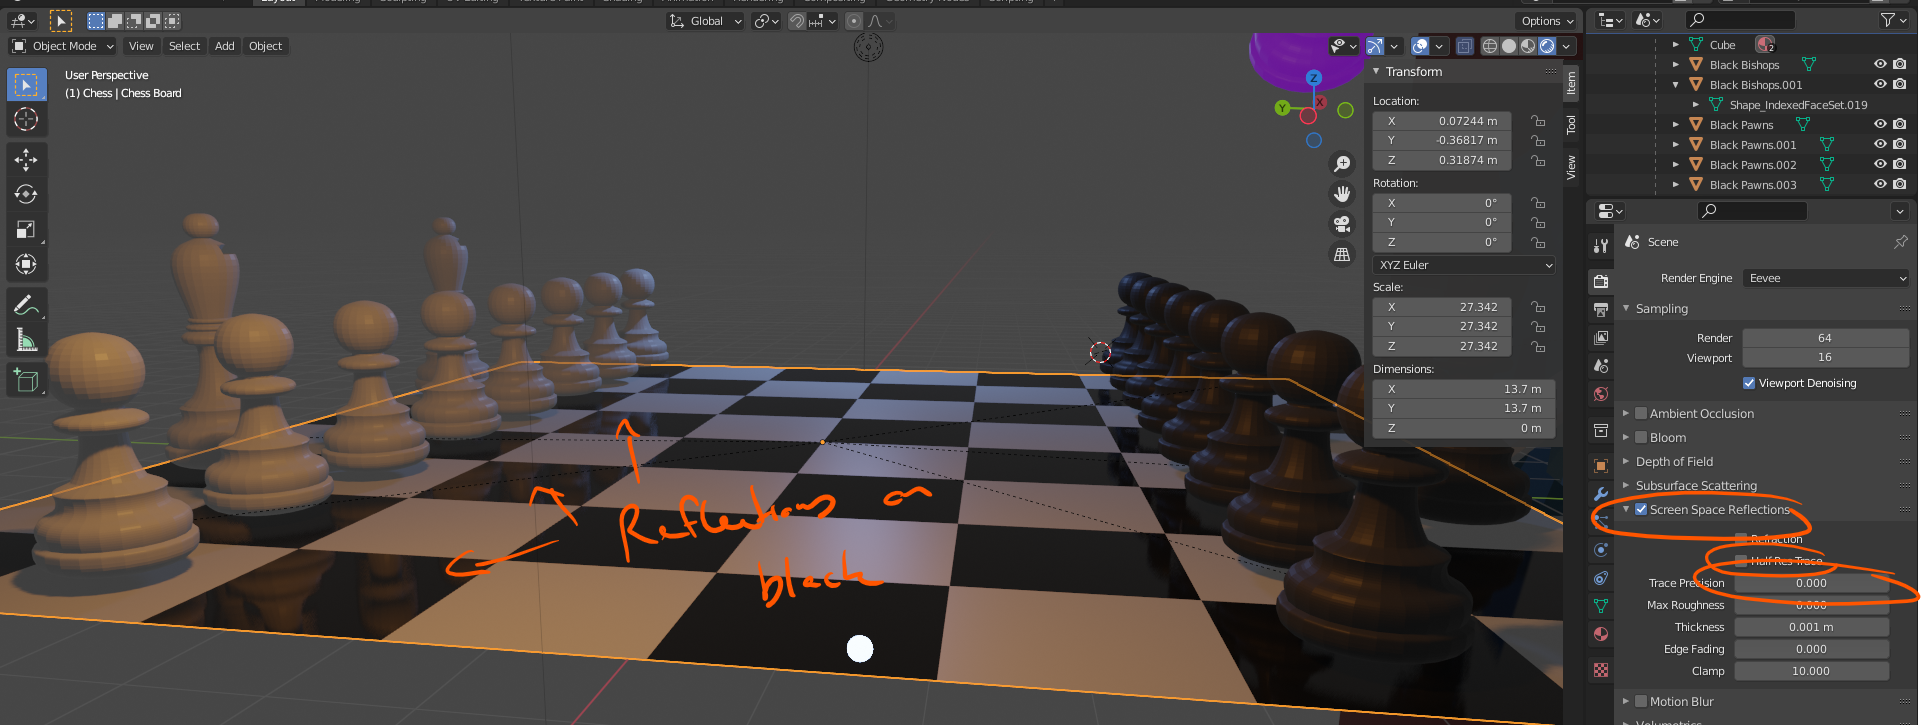 Object Mode View Select Add Object
Global
Options
User Perspective
(1) Chess | Chess Board
Z
Y
X
Transform
Location:
X 0.07244 m
Y -0.36817 m
Z 0.31874 m
Rotation:
X 0°
Y 0°
Z 0°
XYZ Euler
Scale:
X 27.342
Y 27.342
Z 27.342
Dimensions:
X 13.7 m
Y 13.7 m
Z 0 m
Item
Tool
View
Reflections on
black
Cube 2
Black Bishops
Black Bishops.001
Shape_IndexedFaceSet.019
Black Pawns
Black Pawns.001
Black Pawns.002
Black Pawns.003
Scene
Render Engine Eevee
Sampling
Render 64
Viewport 16
Viewport Denoising
Ambient Occlusion
Bloom
Depth of Field
Subsurface Scattering
Screen Space Reflections
Refraction
Half Res Trace
Trace Precision 0.000
Max Roughness 0.000
Thickness 0.001 m
Edge Fading 0.000
Clamp 10.000
Motion Blur